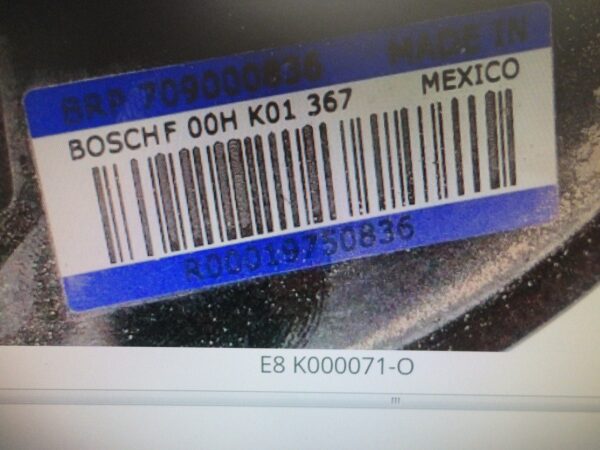 BRP 709000836 MADE IN
BOSCH F 00H K01 367 MEXICO
R00019750836
E8 K000071-O